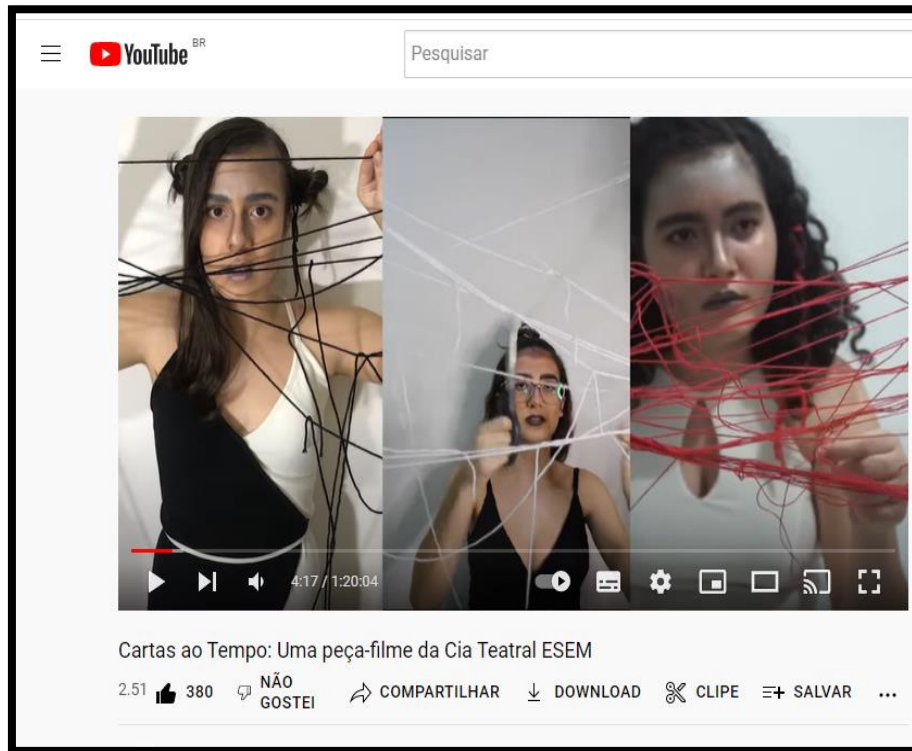 YouTube BR
Pesquisar
4:17 / 1:20:04
Cartas ao Tempo: Uma peça-filme da Cia Teatral ESEM
2.51 380 NÃO GOSTEI COMPARTILHAR DOWNLOAD CLIPE SALVAR ...